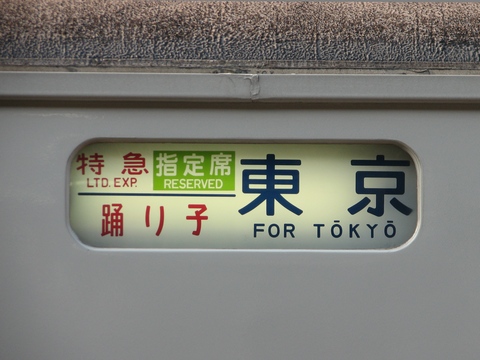 特急 指定席 東京
LTD. EXP. RESERVED
踊り子 FOR TŌKYŌ